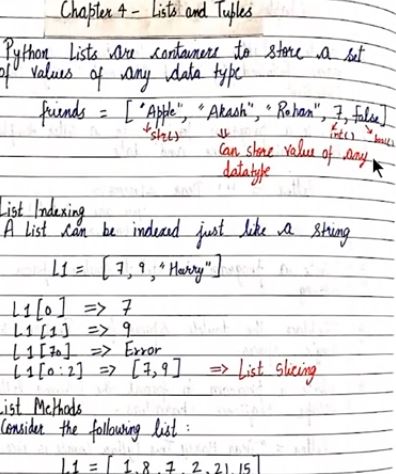 Chapter 4 - Lists and Tuples
Python Lists are containers to store a set
of values of any data type
friends = [ "Apple", "Akash", "Rohan", 7, false]
str() int()
Can store value of any
datatype
List Indexing
A List can be indexed just like a string
L1 = [ 7, 9, "Harry" ]
L1 [0] => 7
L1 [1] => 9
L1 [70] => Error
L1 [0:2] => [7,9] => List slicing
List Methods
Consider the following list :
L1 = [ 1, 8, 7, 2, 21, 15 ]